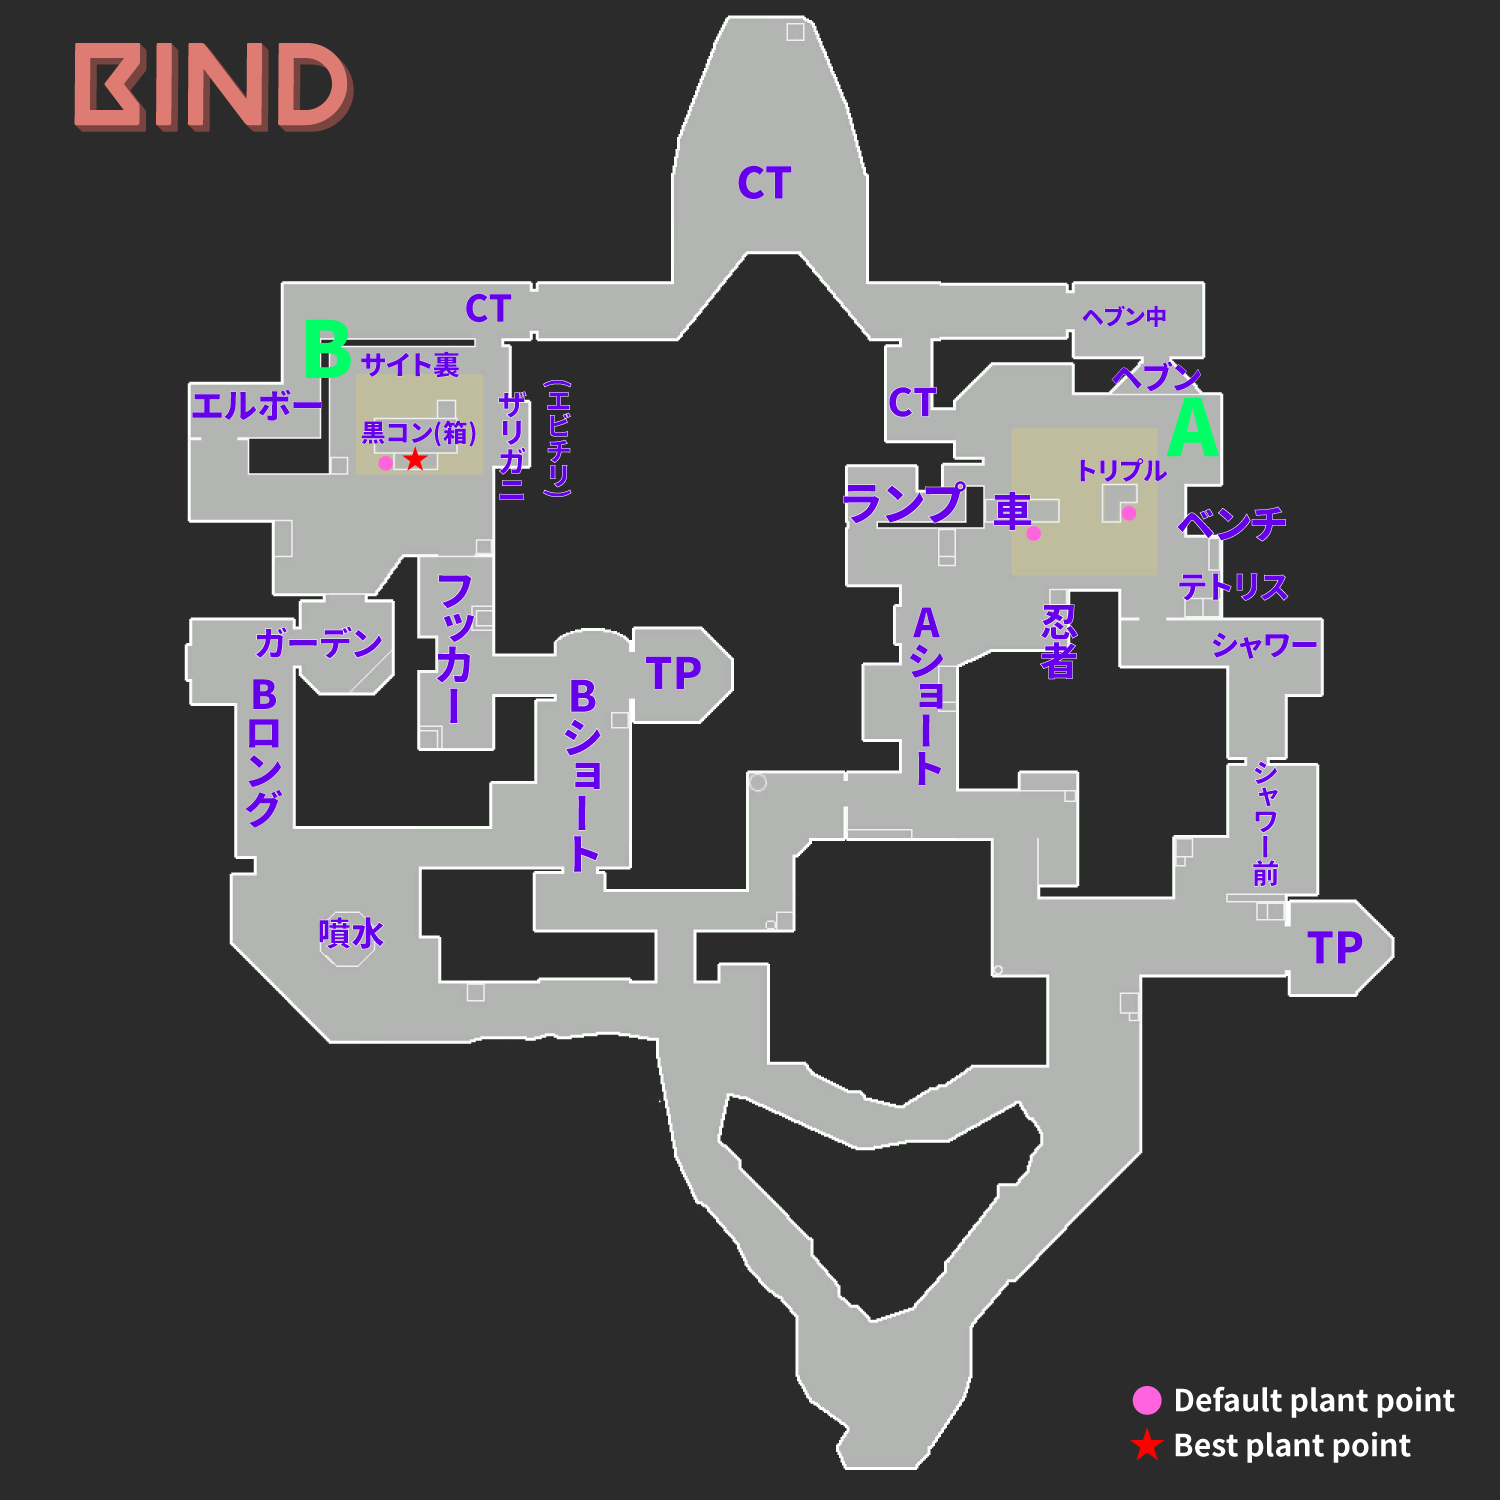 BIND
CT
CT
ヘブン中
B
サイト裏
ヘブン
エルボー
CT
A
ザリガニ
(エビチリ)
黒コン(箱)
トリプル
ランプ
車
ベンチ
テトリス
フッカー
ガーデン
Aショート
忍者
シャワー
Bロング
Bショート
TP
シャワー前
噴水
TP
Default plant point
Best plant point